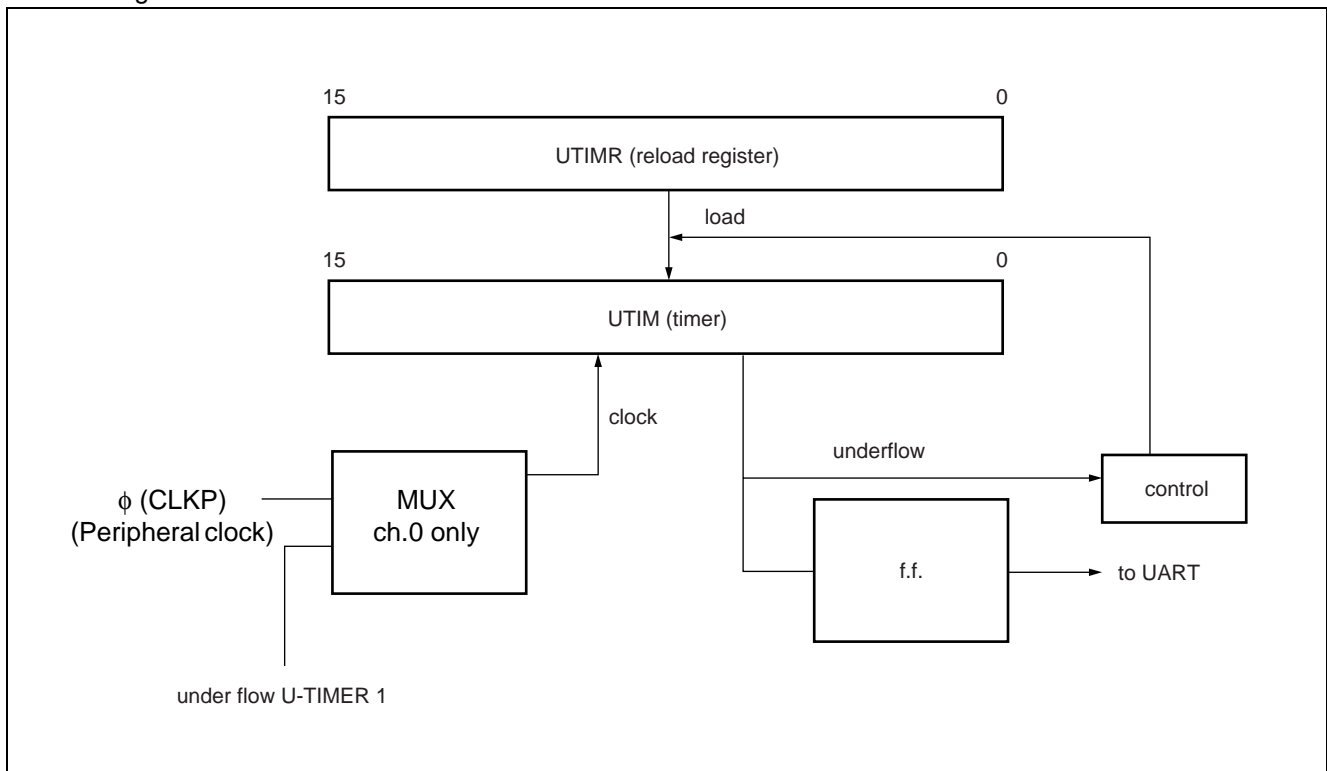 15 0
UTIMR (reload register)
load
15 0
UTIM (timer)
clock
underflow
control
ϕ (CLKP)
(Peripheral clock)
MUX
ch.0 only
f.f.
to UART
under flow U-TIMER 1